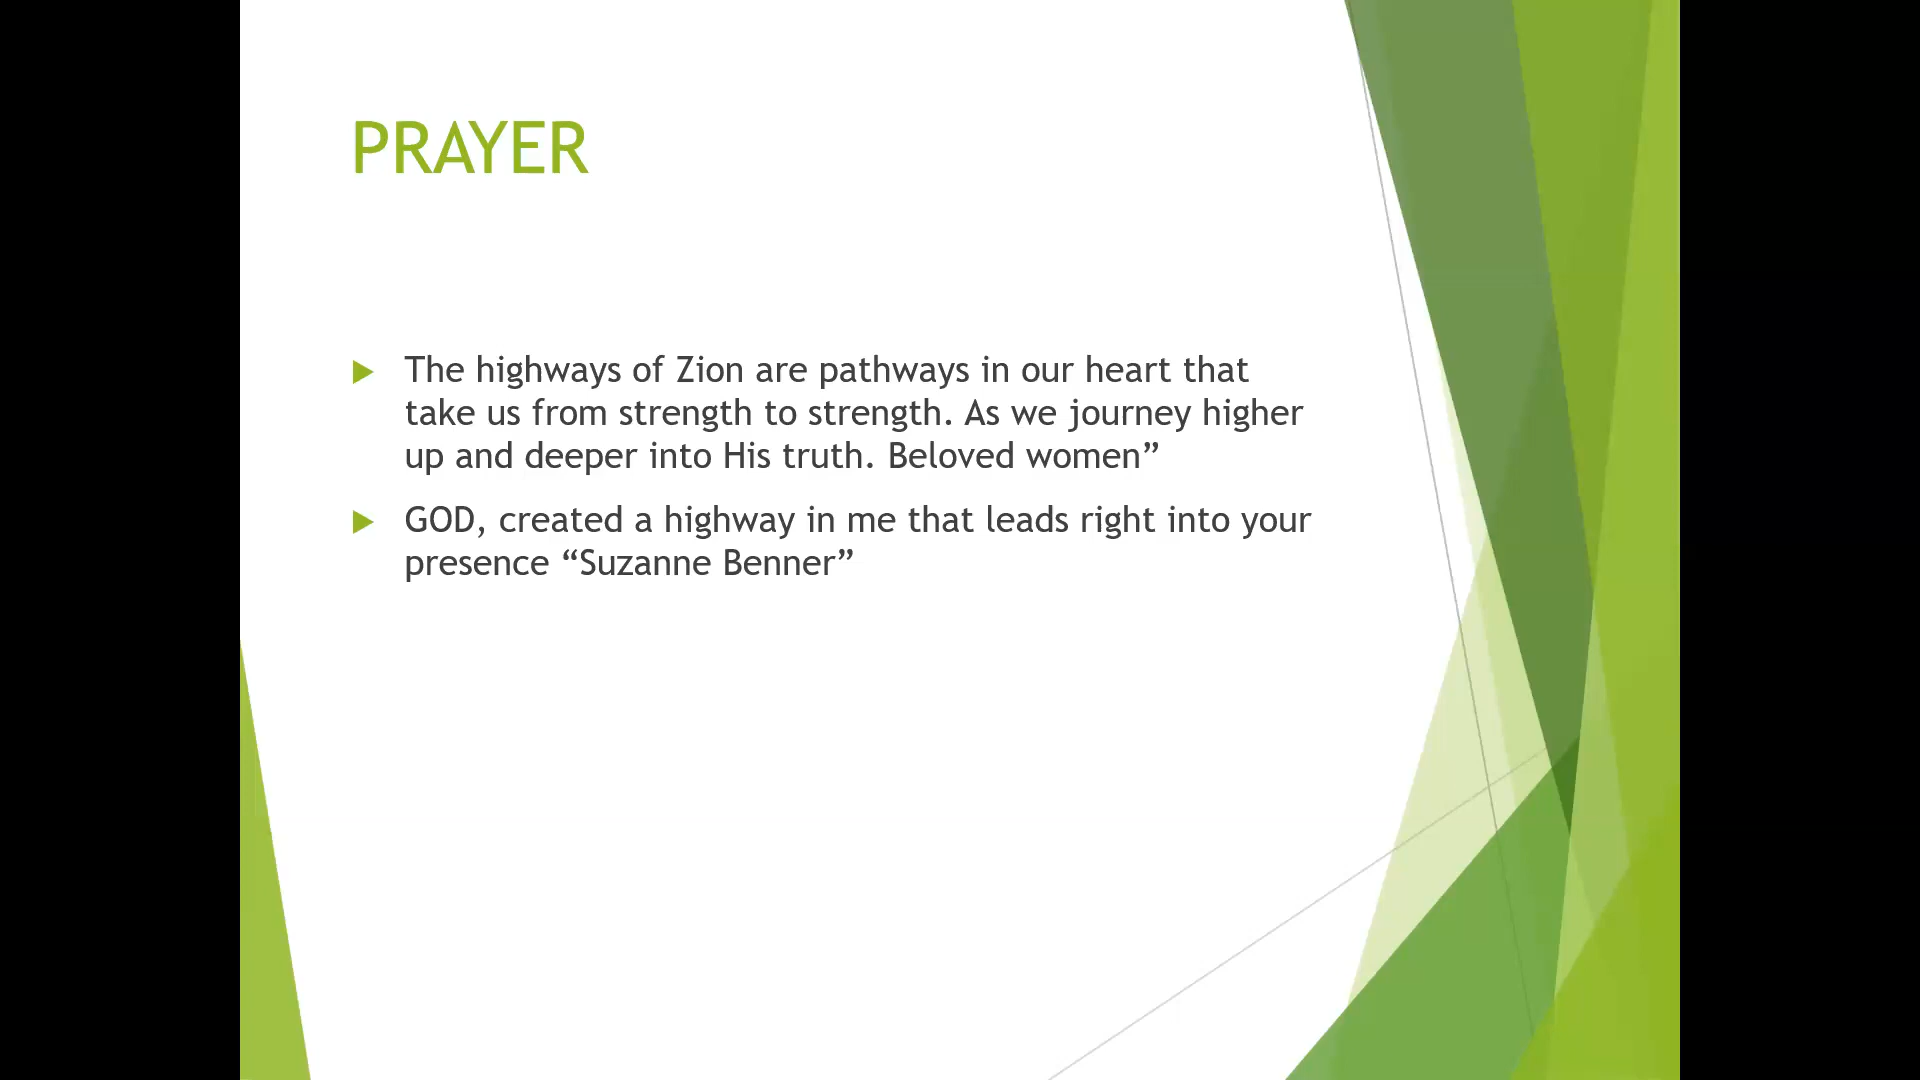 PRAYER
The highways of Zion are pathways in our heart that
take us from strength to strength. As we journey higher
up and deeper into His truth. Beloved women”
GOD, created a highway in me that leads right into your
presence “Suzanne Benner”